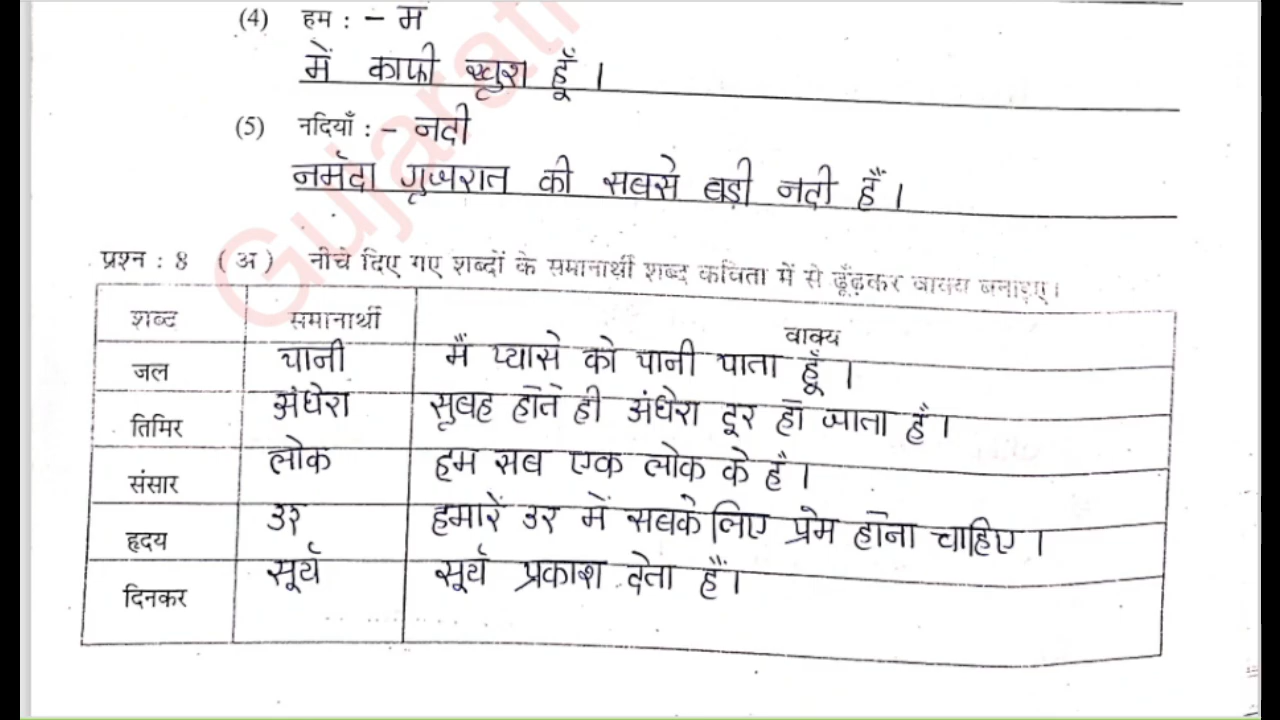 (4) हम : - म
में काफी खुश हूँ ।
(5) नदियाँ : - नदी
नर्मदा गुजरात की सबसे बड़ी नदी हैं ।
प्रश्न : 8 ( अ ) नीचे दिए गए शब्दों के समानार्थी शब्द कविता में से ढूँढ़कर वाक्य बनाइए ।
शब्द समानार्थी वाक्य
जल पानी मैं प्यासे को पानी पाता हूँ ।
तिमिर अंधेरा सुबह होते ही अंधेरा दूर हो जाता है ।
संसार लोक हम सब एक लोक के है ।
हृदय उर हमारें उर में सबके लिए प्रेम होना चाहिए ।
दिनकर सूर्य सूर्य प्रकाश देता हैं ।
Gujarati